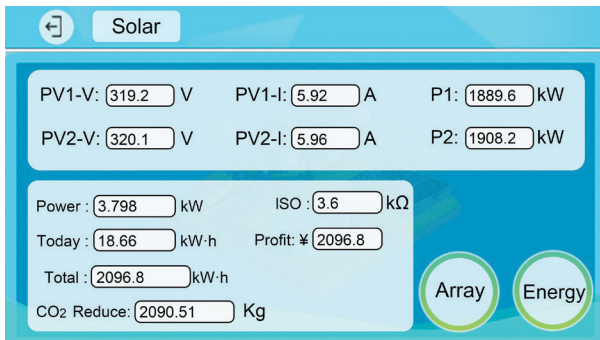 Solar
PV1-V: 319.2 V PV1-I: 5.92 A P1: 1889.6 kW
PV2-V: 320.1 V PV2-I: 5.96 A P2: 1908.2 kW
Power : 3.798 kW ISO : 3.6 kΩ
Today : 18.66 kW·h Profit: ¥ 2096.8
Total : 2096.8 kW·h
CO2 Reduce: 2090.51 Kg
Array Energy